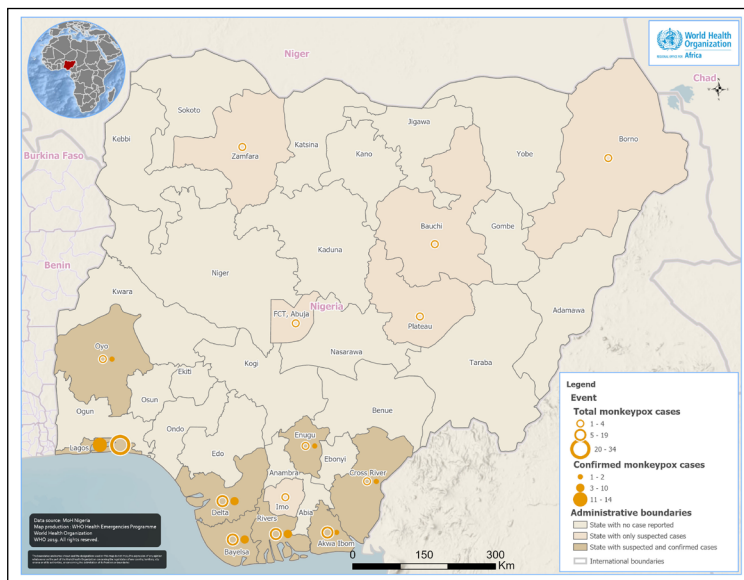 World Health
Organization
REGIONAL OFFICE FOR Africa
Niger
Chad
Sokoto
Jigawa
Borno
Kebbi
Zamfara
Katsina
Kano
Yobe
Burkina Faso
Bauchi
Gombe
Kaduna
Benin
Niger
Kwara
FCT, Abuja
Nigeria
Plateau
Adamawa
Nasarawa
Oyo
Taraba
Kogi
Ekiti
Osun
Ogun
Benue
Ondo
Enugu
Lagos
Edo
Ebonyi
Anambra
Cross River
Imo
Delta
Abia
Rivers
Bayelsa
Akwa Ibom
Legend
Event
Total monkeypox cases
1 - 4
5 - 19
20 - 34
Confirmed monkeypox cases
1 - 2
3 - 10
11 - 14
Administrative boundaries
State with no case reported
State with only suspected cases
State with suspected and confirmed cases
International boundaries
Data source: MoH Nigeria
Map production : WHO Health Emergencies Programme
World Health Organization
WHO 2019. All rights reserved.
0 150 300
Km